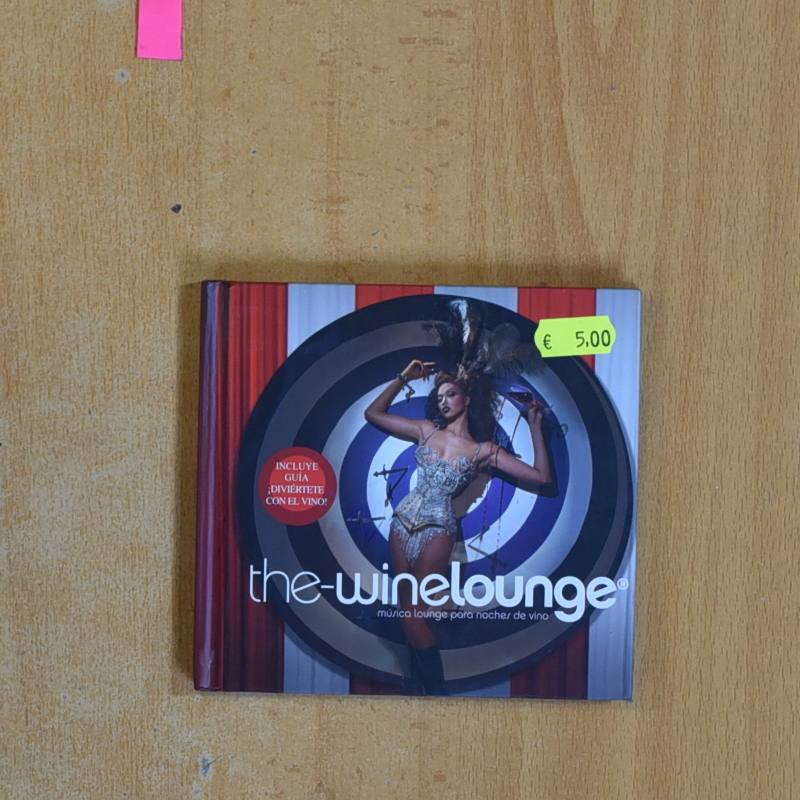 € 5,00
INCLUYE
GUÍA
¡DIVIÉRTETE
CON EL VINO!
the-winelounge®
música lounge para noches de vino